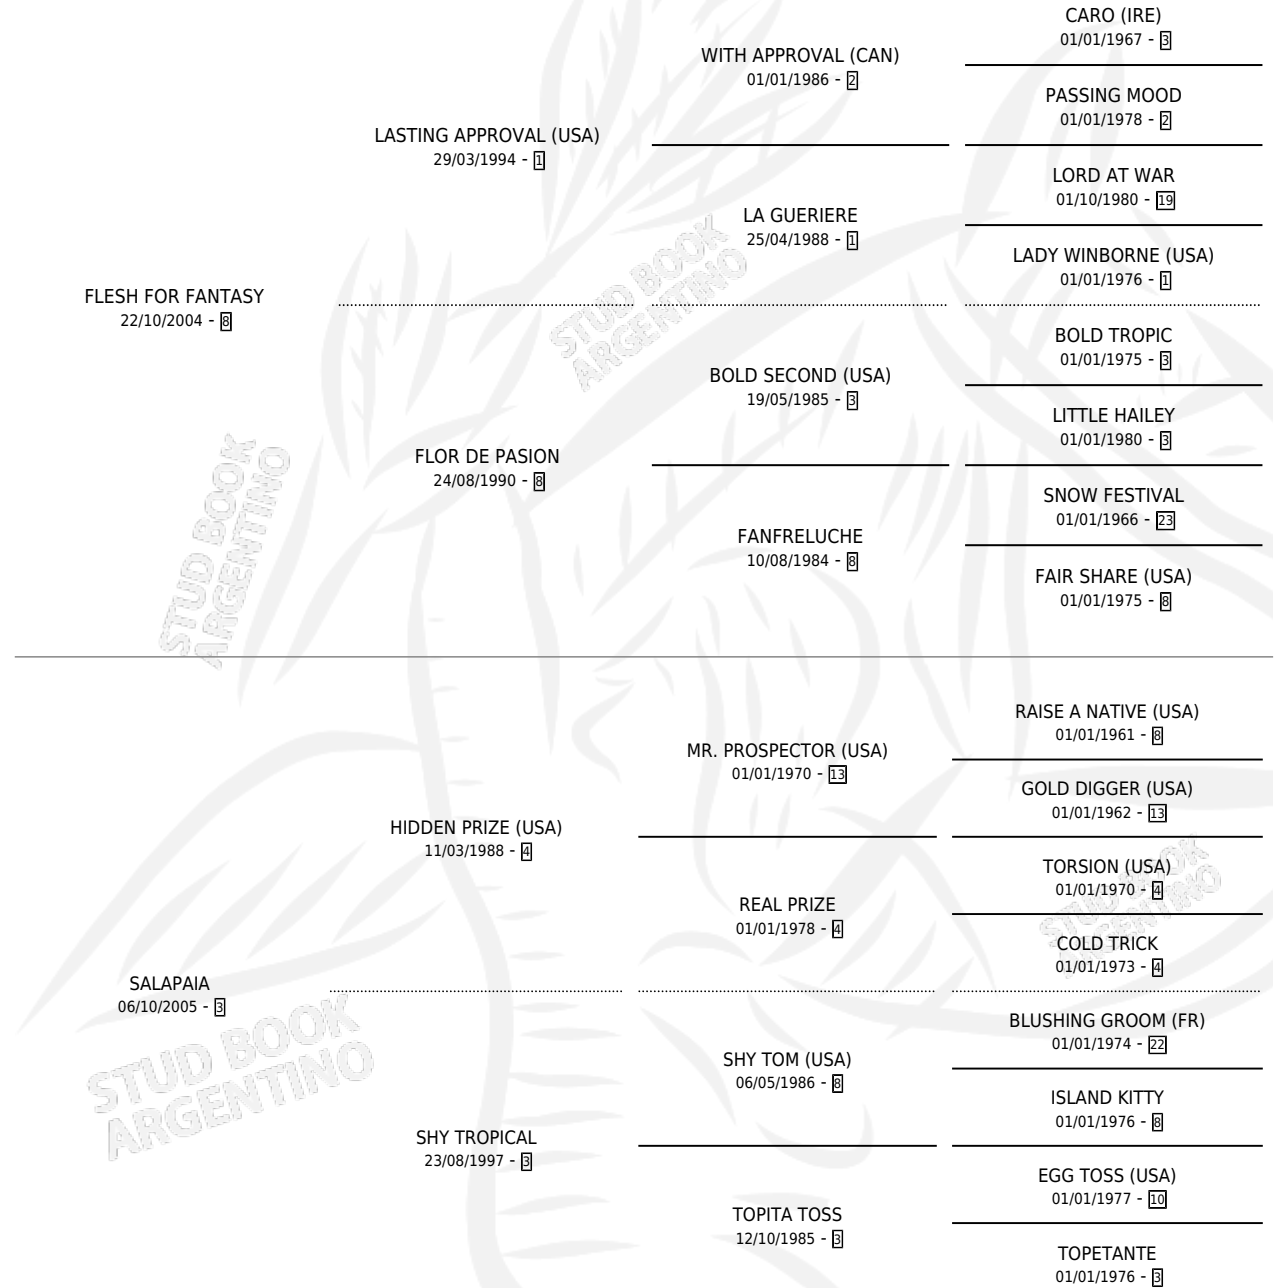 CARO (IRE)
01/01/1967 - 3
WITH APPROVAL (CAN)
01/01/1986 - 2
PASSING MOOD
01/01/1978 - 2
LASTING APPROVAL (USA)
29/03/1994 - 1
LORD AT WAR
01/10/1980 - 19
LA GUERIERE
25/04/1988 - 1
LADY WINBORNE (USA)
01/01/1976 - 1
FLESH FOR FANTASY
22/10/2004 - 8
BOLD TROPIC
01/01/1975 - 3
BOLD SECOND (USA)
19/05/1985 - 3
LITTLE HAILEY
01/01/1980 - 3
FLOR DE PASION
24/08/1990 - 8
SNOW FESTIVAL
01/01/1966 - 23
FANFRELUCHE
10/08/1984 - 8
FAIR SHARE (USA)
01/01/1975 - 8
STUD BOOK
ARGENTINO
STUD BOOK
ARGENTINO
RAISE A NATIVE (USA)
01/01/1961 - 8
MR. PROSPECTOR (USA)
01/01/1970 - 13
GOLD DIGGER (USA)
01/01/1962 - 13
HIDDEN PRIZE (USA)
11/03/1988 - 4
TORSION (USA)
01/01/1970 - 4
REAL PRIZE
01/01/1978 - 4
COLD TRICK
01/01/1973 - 4
SALAPAIA
06/10/2005 - 3
BLUSHING GROOM (FR)
01/01/1974 - 22
SHY TOM (USA)
06/05/1986 - 8
ISLAND KITTY
01/01/1976 - 8
SHY TROPICAL
23/08/1997 - 3
EGG TOSS (USA)
01/01/1977 - 10
TOPITA TOSS
12/10/1985 - 3
TOPETANTE
01/01/1976 - 3
STUD BOOK
ARGENTINO
STUD BOOK
ARGENTINO